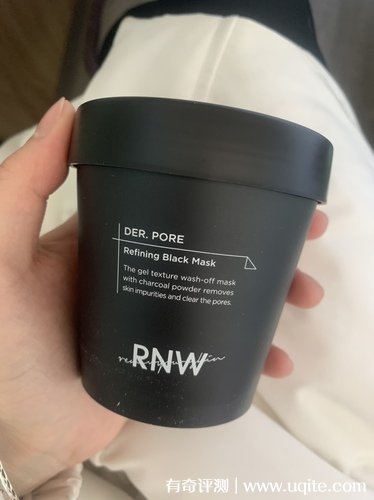 DER. PORE
Refining Black Mask
The gel texture wash-off mask
with charcoal powder removes
skin impurities and clear the pores.
RNW
有奇评测 | www.uqite.com